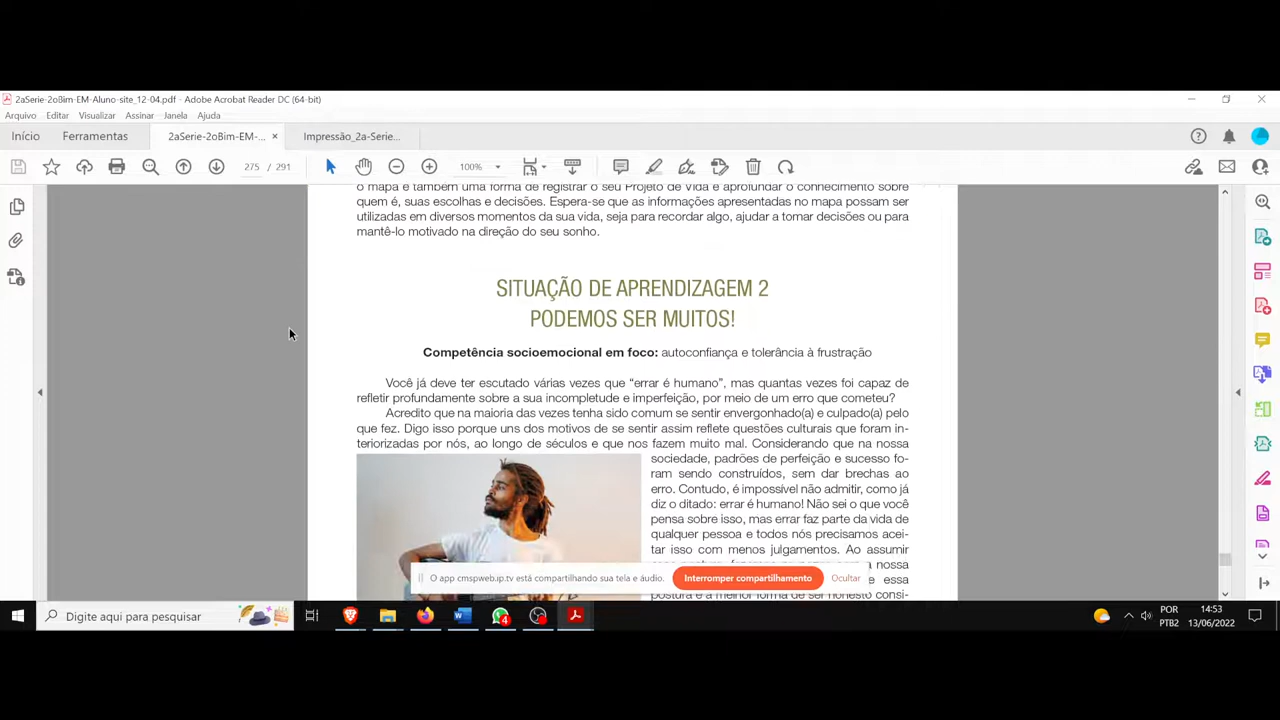 2aSerie-2oBim-EM-Aluno-site_12-04.pdf - Adobe Acrobat Reader DC (64-bit)
Arquivo Editar Visualizar Assinar Janela Ajuda
Início Ferramentas 2aSerie-2oBim-EM-... × Impressão_2a-Serie...
275 / 291 100%
o mapa é também uma forma de registrar o seu Projeto de Vida e aprofundar o conhecimento sobre
quem é, suas escolhas e decisões. Espera-se que as informações apresentadas no mapa possam ser
utilizadas em diversos momentos da sua vida, seja para recordar algo, ajudar a tomar decisões ou para
mantê-lo motivado na direção do seu sonho.
SITUAÇÃO DE APRENDIZAGEM 2
PODEMOS SER MUITOS!
Competência socioemocional em foco: autoconfiança e tolerância à frustração
Você já deve ter escutado várias vezes que “errar é humano”, mas quantas vezes foi capaz de
refletir profundamente sobre a sua incompletude e imperfeição, por meio de um erro que cometeu?
Acredito que na maioria das vezes tenha sido comum se sentir envergonhado(a) e culpado(a) pelo
que fez. Digo isso porque uns dos motivos de se sentir assim reflete questões culturais que foram in-
teriorizadas por nós, ao longo de séculos e que nos fazem muito mal. Considerando que na nossa
sociedade, padrões de perfeição e sucesso fo-
ram sendo construídos, sem dar brechas ao
erro. Contudo, é impossível não admitir, como já
diz o ditado: errar é humano! Não sei o que você
pensa sobre isso, mas errar faz parte da vida de
qualquer pessoa e todos nós precisamos acei-
tar isso com menos julgamentos. Ao assumir
nossa
e essa
postura é a melhor forma de ser honesto consi-
O app cmspweb.ip.tv está compartilhando sua tela e áudio. Interromper compartilhamento Ocultar
Digite aqui para pesquisar
4
POR
PTB2
14:53
13/06/2022